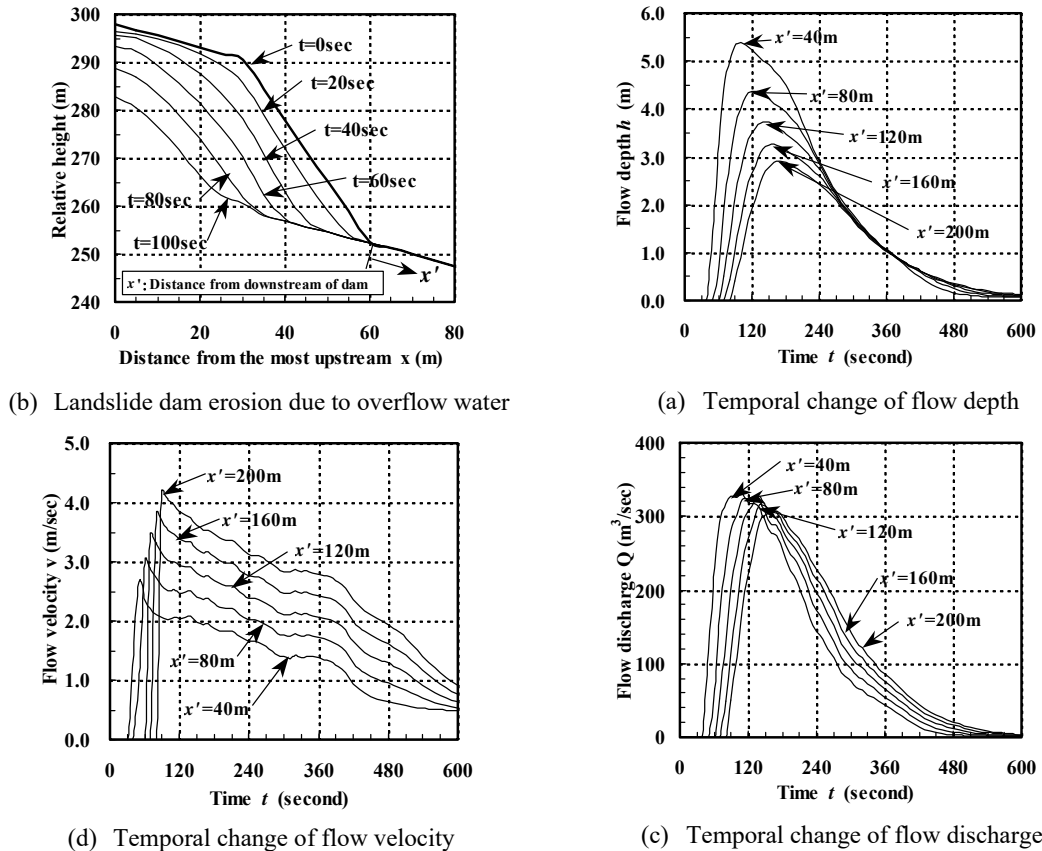 300
290
280
270
260
250
240
Relative height (m)
t=0sec
t=20sec
t=40sec
t=60sec
t=80sec
t=100sec
x'
x': Distance from downstream of dam
0 20 40 60 80
Distance from the most upstream x (m)
(b) Landslide dam erosion due to overflow water
6.0
5.0
4.0
3.0
2.0
1.0
0.0
Flow depth h (m)
x'=40m
x'=80m
x'=120m
x'=160m
x'=200m
0 120 240 360 480 600
Time t (second)
(a) Temporal change of flow depth
5.0
4.0
3.0
2.0
1.0
0.0
Flow velocity v (m/sec)
x'=200m
x'=160m
x'=120m
x'=80m
x'=40m
0 120 240 360 480 600
Time t (second)
(d) Temporal change of flow velocity
400
300
200
100
0
Flow discharge Q (m³/sec)
x'=40m
x'=80m
x'=120m
x'=160m
x'=200m
0 120 240 360 480 600
Time t (second)
(c) Temporal change of flow discharge